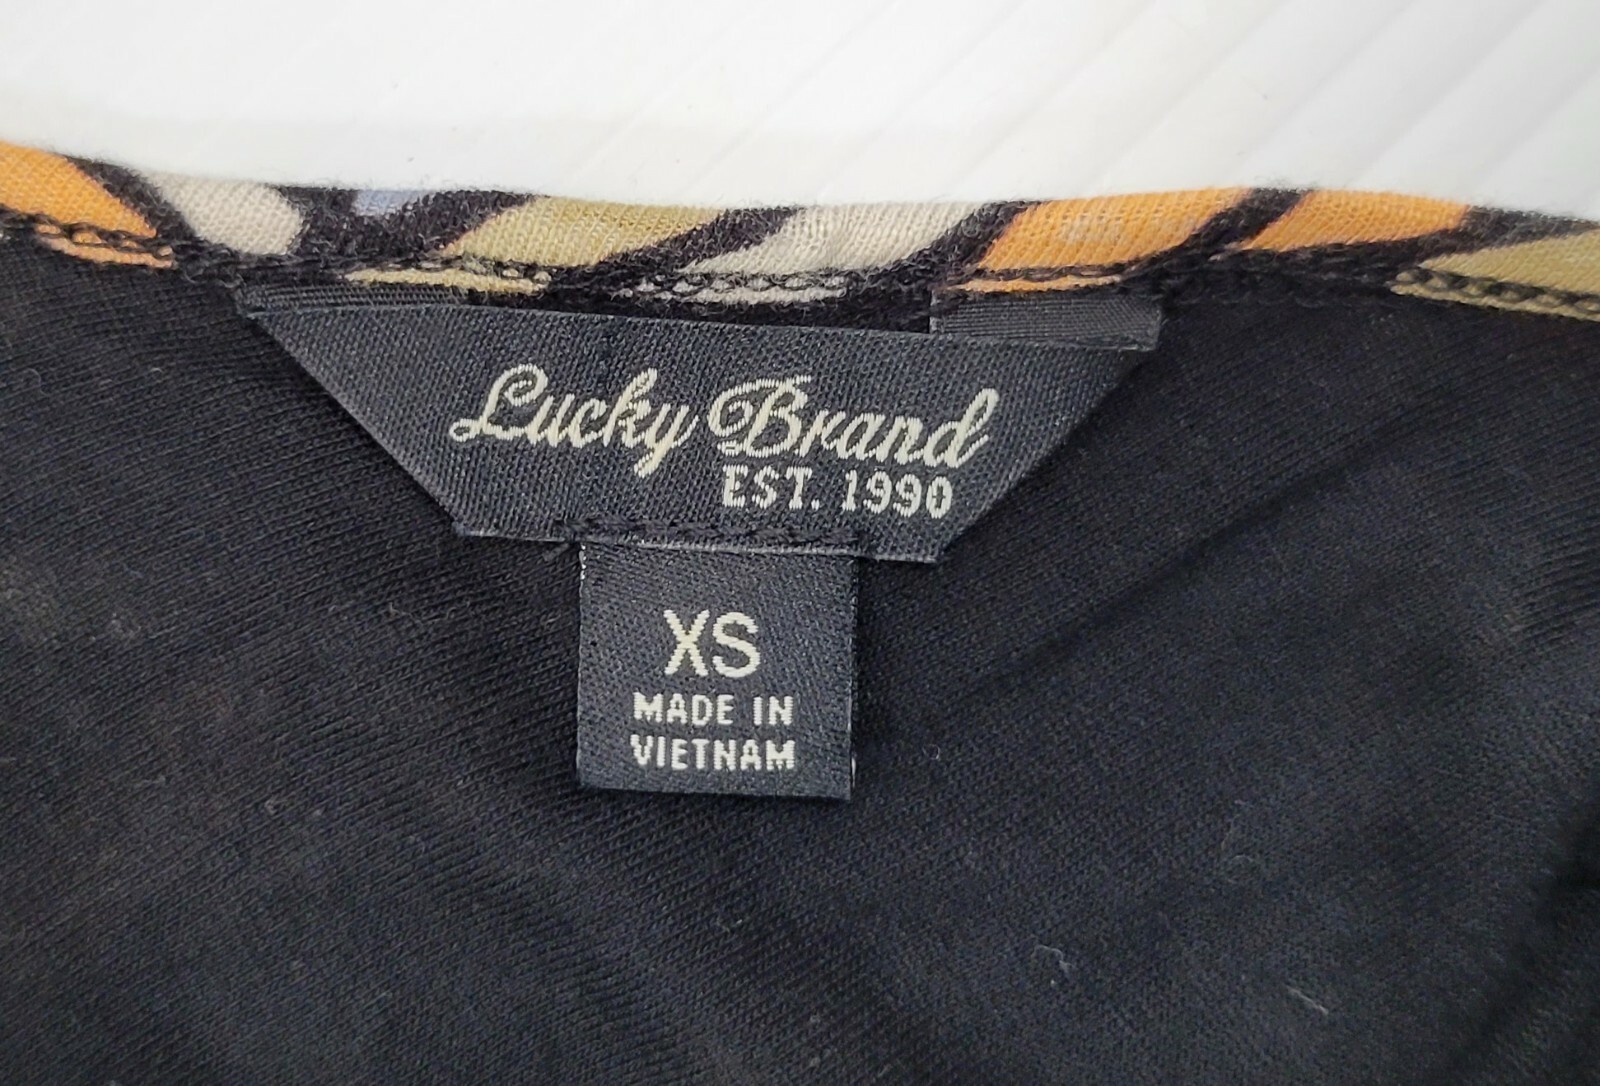 Lucky Brand
EST. 1990
XS
MADE IN
VIETNAM